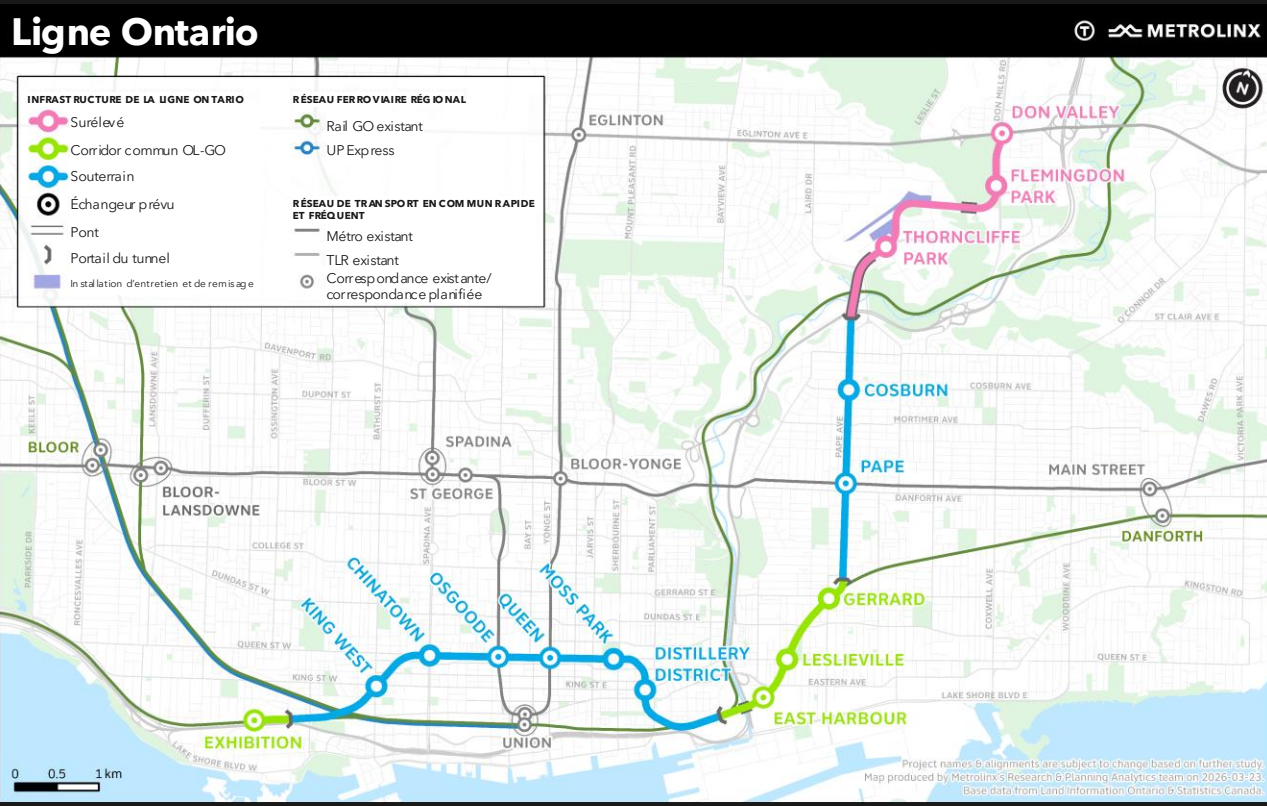 Ligne Ontario
T METROLINX
INFRASTRUCTURE DE LA LIGNE ONTARIO
Surélevé
Corridor commun OL-GO
Souterrain
Échangeur prévu
Pont
Portail du tunnel
Installation d'entretien et de remisage
RÉSEAU FERROVIAIRE RÉGIONAL
Rail GO existant
UP Express
RÉSEAU DE TRANSPORT EN COMMUN RAPIDE
ET FRÉQUENT
Métro existant
TLR existant
Correspondance existante/
correspondance planifiée
N
DON MILLS RD
LESLIE ST
DON VALLEY
EGLINTON
EGLINTON AVE E
FLEMINGDON
PARK
MOUNT PLEASANT RD
BAYVIEW AVE
LAIRD DR
THORNCLIFFE
PARK
O'CONNOR DR
ST CLAIR AVE E
DAVENPORT RD
LANSDOWNE AVE
DUFFERIN ST
OSSINGTON AVE
DUPONT ST
BATHURST ST
KEELE ST
COSBURN
COSBURN AVE
MORTIMER AVE
PAPE AVE
DAWES RD
VICTORIA PARK AVE
BLOOR
SPADINA
BLOOR-YONGE
PAPE
MAIN STREET
BLOOR-
LANSDOWNE
BLOOR ST W
ST GEORGE
DANFORTH AVE
DANFORTH
PARKSIDE DR
RONCESVALLES AVE
COLLEGE ST
SPADINA AVE
BAY ST
YONGE ST
JARVIS ST
SHERBOURNE ST
PARLIAMENT ST
DUNDAS ST W
GERRARD ST E
DUNDAS ST E
GERRARD
COXWELL AVE
WOODBINE AVE
KINGSTON RD
KING WEST
CHINATOWN
OSGOODE
QUEEN
MOSS PARK
DISTILLERY
DISTRICT
LESLIEVILLE
QUEEN ST W
QUEEN ST E
KING ST W
KING ST E
EASTERN AVE
LAKE SHORE BLVD E
EAST HARBOUR
EXHIBITION
UNION
LAKE SHORE BLVD W
0 0.5 1 km
Project names & alignments are subject to change based on further study.
Map produced by Metrolinx's Research & Planning Analytics team on 2026-03-23.
Base data from Land Information Ontario & Statistics Canada.